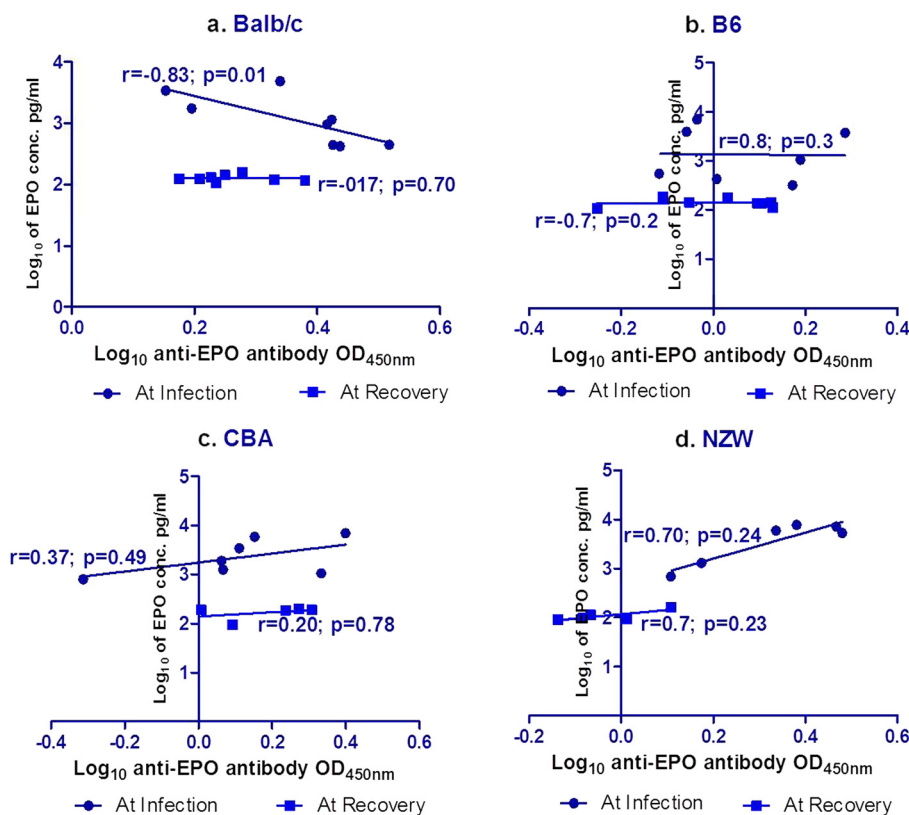 a. Balb/c
Log10 of EPO conc. pg/ml
4
3
2
1
0
r=-0.83; p=0.01
r=-017; p=0.70
0.0 0.2 0.4 0.6
Log10 anti-EPO antibody OD450nm
At Infection At Recovery
b. B6
Log10 of EPO conc. pg/ml
5
4
3
2
1
r=0.8; p=0.3
r=-0.7; p=0.2
-0.4 -0.2 0.0 0.2 0.4
Log10 anti-EPO antibody OD450nm
At Infection At Recovery
c. CBA
Log10 of EPO conc. pg/ml
5
4
3
2
1
r=0.37; p=0.49
r=0.20; p=0.78
-0.4 -0.2 0.0 0.2 0.4 0.6
Log10 anti-EPO antibody OD450nm
At Infection At Recovery
d. NZW
Log10 of EPO conc. pg/ml
5
4
3
2
1
r=0.70; p=0.24
r=0.7; p=0.23
-0.2 0.0 0.2 0.4 0.6
Log10 anti-EPO antibody OD450nm
At Infection At Recovery